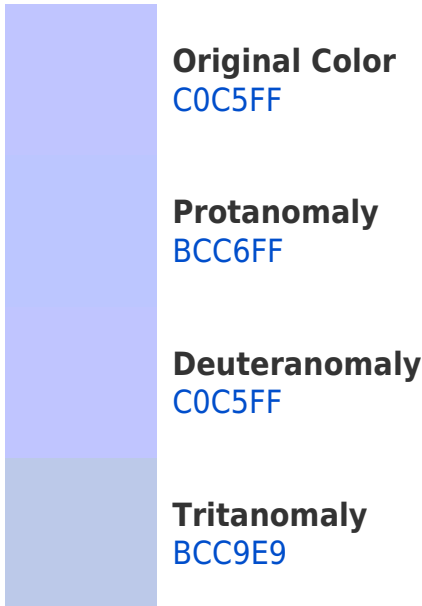 Original Color
C0C5FF
Protanomaly
BCC6FF
Deuteranomaly
C0C5FF
Tritanomaly
BCC9E9